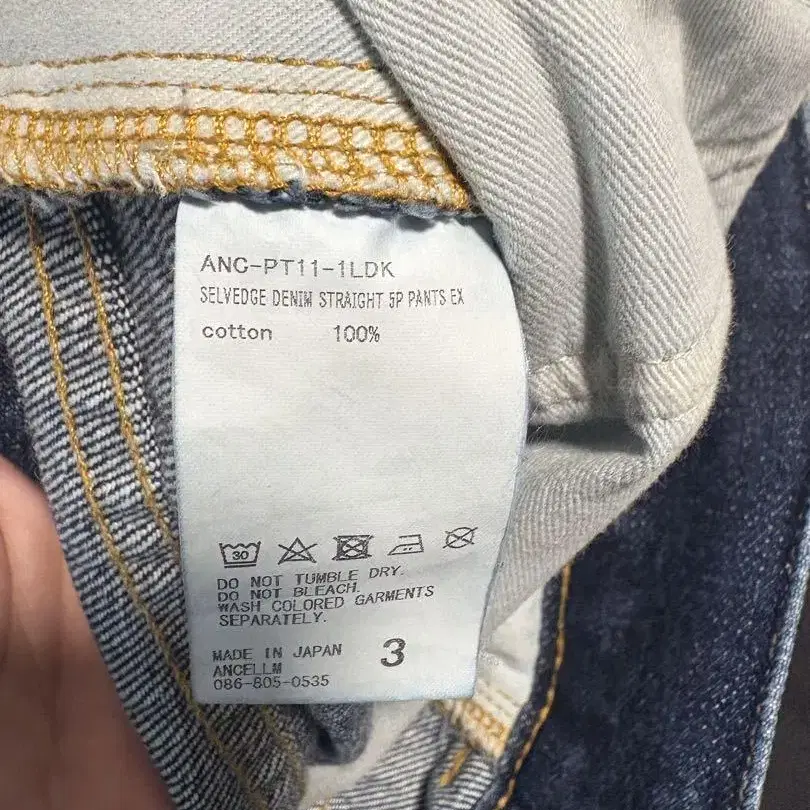 ANC-PT11-1LDK
SELVEDGE DENIM STRAIGHT 5P PANTS EX
cotton 100%
30
DO NOT TUMBLE DRY.
DO NOT BLEACH.
WASH COLORED GARMENTS
SEPARATELY.
MADE IN JAPAN 3
ANCELLM
086-805-0535